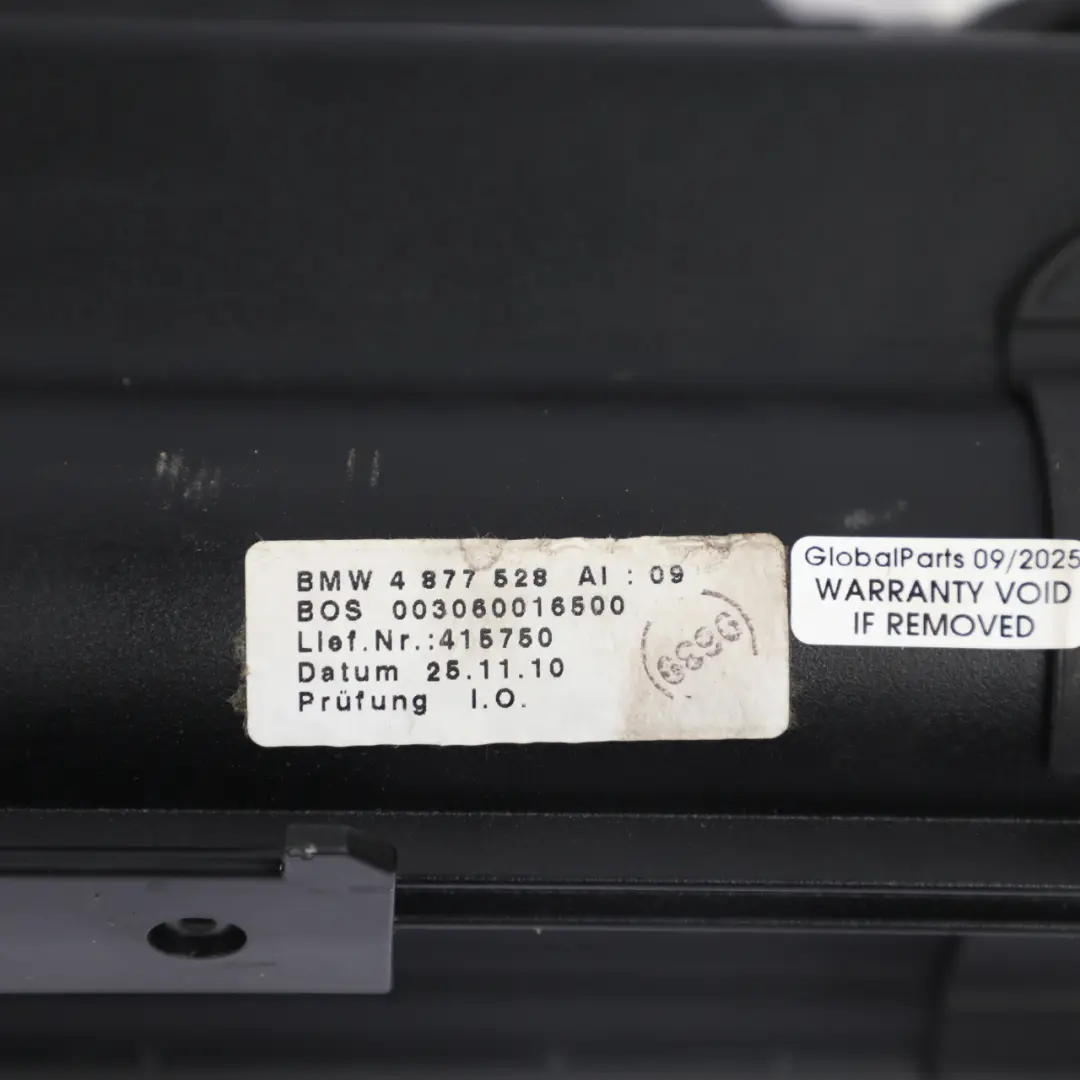 BMW 4 877 528 AI : 09
BOS 003060016500
Lief.Nr.:415750
Datum 25.11.10
Prüfung I.O.
GlobalParts 09/2025
WARRANTY VOID
IF REMOVED